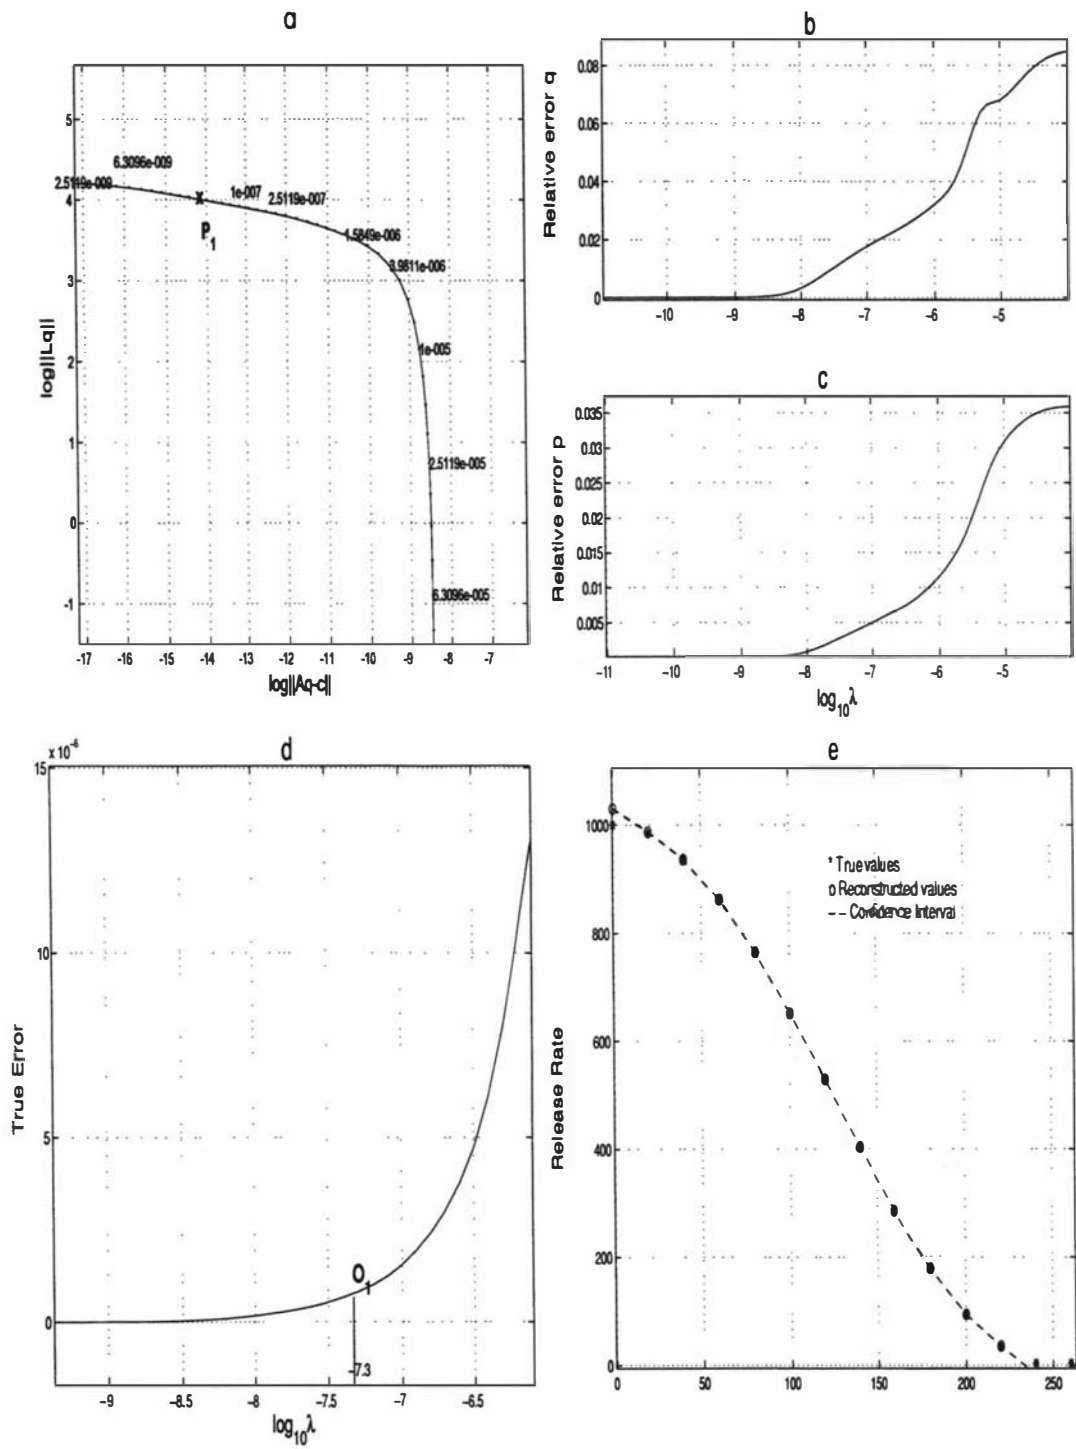 a
log||Lq||
5
4
3
2
1
0
-1
6.3096e-009
2.5119e-009
x
P1
1e-007
2.5119e-007
1.5849e-006
3.9811e-006
1e-005
2.5119e-005
6.3096e-005
-17 -16 -15 -14 -13 -12 -11 -10 -9 -8 -7
log||Aq-c||
b
Relative error q
0.08
0.06
0.04
0.02
0
-10 -9 -8 -7 -6 -5
c
Relative error p
0.035
0.03
0.025
0.02
0.015
0.01
0.005
-11 -10 -9 -8 -7 -6 -5
log10λ
d
x 10-6
True Error
15
10
5
0
O1
-7.3
-9 -8.5 -8 -7.5 -7 -6.5
log10λ
e
Release Rate
1000
800
600
400
200
0
* True values
o Reconstructed values
-- Confidence Interval
0 50 100 150 200 250